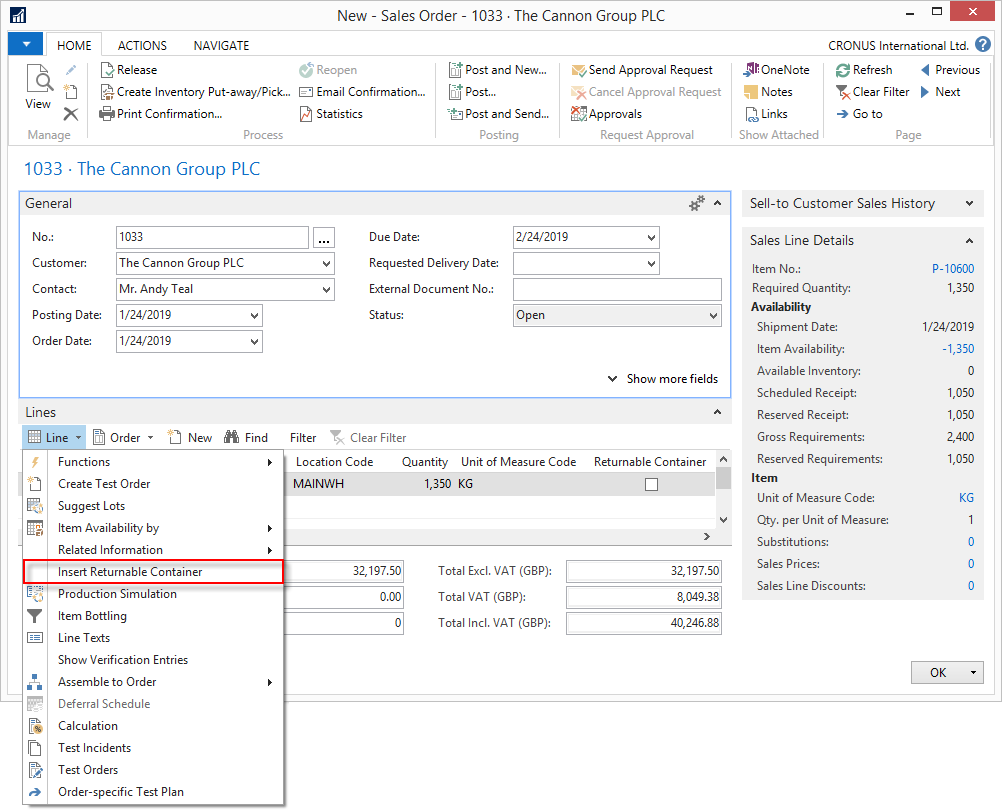 New - Sales Order - 1033 · The Cannon Group PLC
HOME ACTIONS NAVIGATE CRONUS International Ltd. ?
View
Manage
Release
Create Inventory Put-away/Pick...
Print Confirmation...
Reopen
Email Confirmation...
Statistics
Process
Post and New...
Post...
Post and Send...
Posting
Send Approval Request
Cancel Approval Request
Approvals
Request Approval
OneNote
Notes
Links
Show Attached
Refresh
Clear Filter
Go to
Previous
Next
Page
1033 · The Cannon Group PLC
General
No.: 1033 ...
Customer: The Cannon Group PLC
Contact: Mr. Andy Teal
Posting Date: 1/24/2019
Order Date: 1/24/2019
Due Date: 2/24/2019
Requested Delivery Date:
External Document No.:
Status: Open
Show more fields
Lines
Line Order New Find Filter Clear Filter
Location Code Quantity Unit of Measure Code Returnable Container
MAINWH 1,350 KG
Functions
Create Test Order
Suggest Lots
Item Availability by
Related Information
Insert Returnable Container
Production Simulation
Item Bottling
Line Texts
Show Verification Entries
Assemble to Order
Deferral Schedule
Calculation
Test Incidents
Test Orders
Order-specific Test Plan
32,197.50 Total Excl. VAT (GBP): 32,197.50
0.00 Total VAT (GBP): 8,049.38
0 Total Incl. VAT (GBP): 40,246.88
Sell-to Customer Sales History
Sales Line Details
Item No.: P-10600
Required Quantity: 1,350
Availability
Shipment Date: 1/24/2019
Item Availability: -1,350
Available Inventory: 0
Scheduled Receipt: 1,050
Reserved Receipt: 1,050
Gross Requirements: 2,400
Reserved Requirements: 1,050
Item
Unit of Measure Code: KG
Qty. per Unit of Measure: 1
Substitutions: 0
Sales Prices: 0
Sales Line Discounts: 0
OK